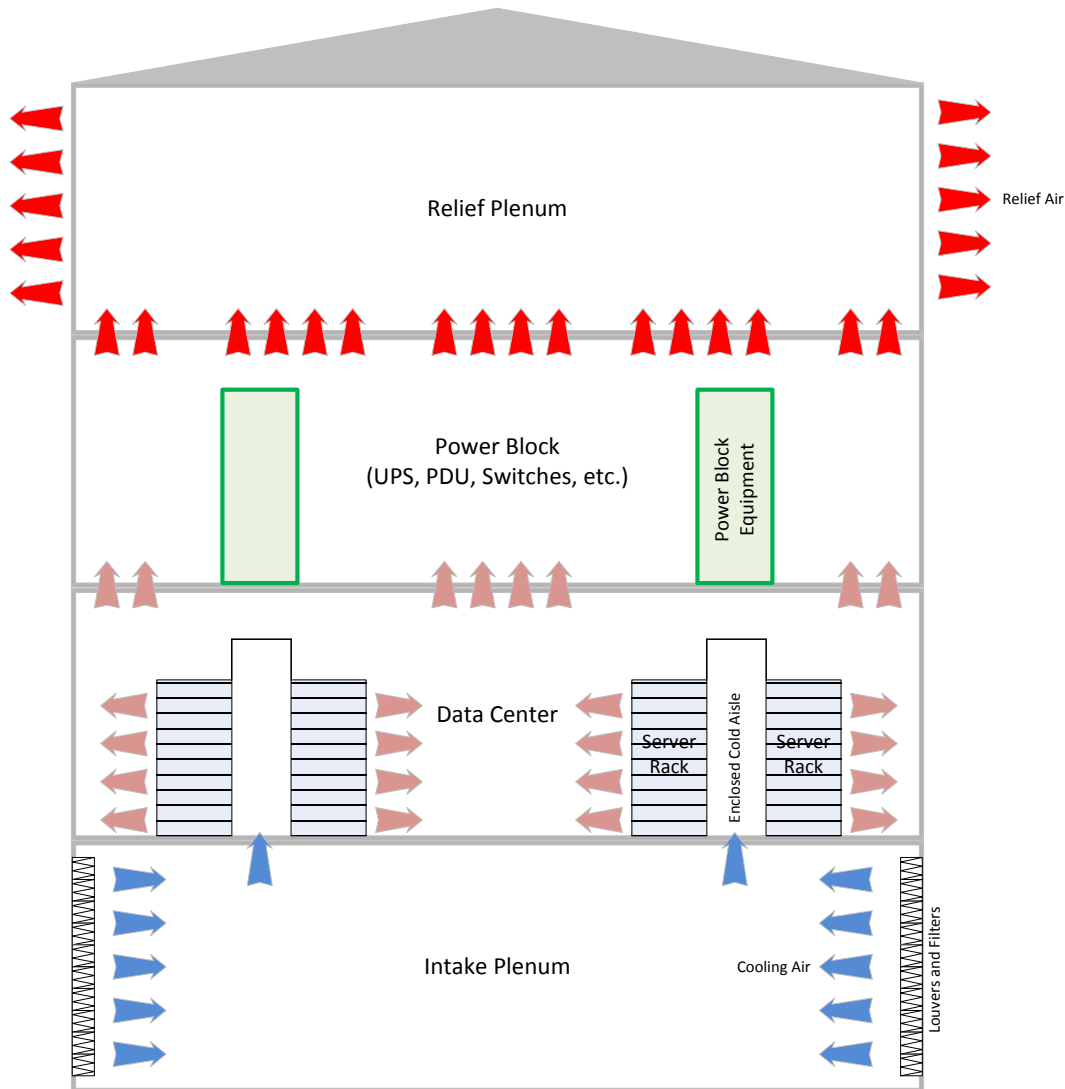 Relief Plenum
Relief Air
Power Block
(UPS, PDU, Switches, etc.)
Power Block
Equipment
Data Center
Server
Rack
Enclosed Cold Aisle
Server
Rack
Intake Plenum
Cooling Air
Louvers and Filters